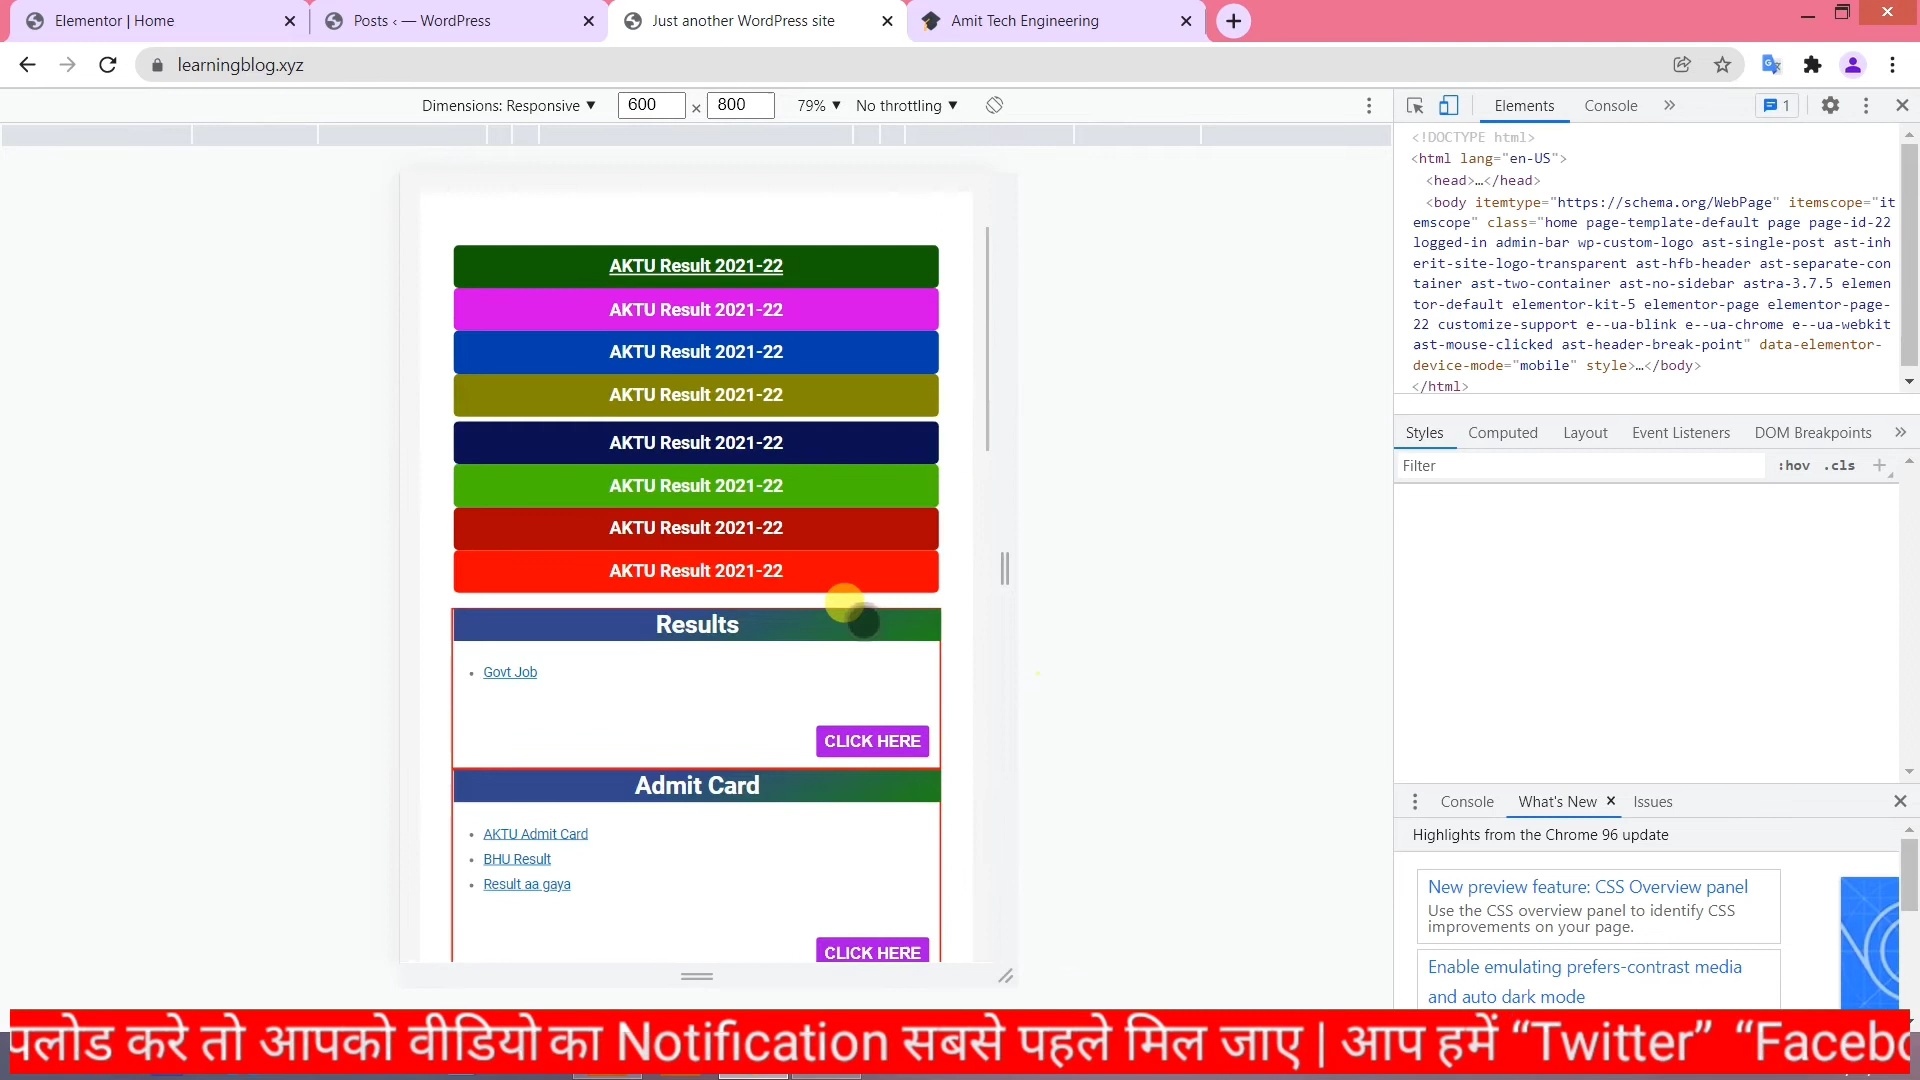 Elementor | Home
Posts ‹ — WordPress
Just another WordPress site
Amit Tech Engineering
learningblog.xyz
Dimensions: Responsive ▼ 600 × 800 79% ▼ No throttling ▼
Elements Console » 1
<!DOCTYPE html>
<html lang="en-US">
<head>…</head>
<body itemtype="https://schema.org/WebPage" itemscope="it
emscope" class="home page-template-default page page-id-22
logged-in admin-bar wp-custom-logo ast-single-post ast-inh
erit-site-logo-transparent ast-hfb-header ast-separate-con
tainer ast-two-container ast-no-sidebar astra-3.7.5 elemen
tor-default elementor-kit-5 elementor-page elementor-page-
22 customize-support e--ua-blink e--ua-chrome e--ua-webkit
ast-mouse-clicked ast-header-break-point" data-elementor-
device-mode="mobile" style>…</body>
</html>
Styles Computed Layout Event Listeners DOM Breakpoints »
Filter :hov .cls +
Console What's New × Issues
Highlights from the Chrome 96 update
New preview feature: CSS Overview panel
Use the CSS overview panel to identify CSS
improvements on your page.
Enable emulating prefers-contrast media
and auto dark mode
AKTU Result 2021-22
AKTU Result 2021-22
AKTU Result 2021-22
AKTU Result 2021-22
AKTU Result 2021-22
AKTU Result 2021-22
AKTU Result 2021-22
AKTU Result 2021-22
Results
• Govt Job
CLICK HERE
Admit Card
• AKTU Admit Card
• BHU Result
• Result aa gaya
CLICK HERE
पलोड करे तो आपको वीडियो का Notification सबसे पहले मिल जाए | आप हमें “Twitter” “Facebo